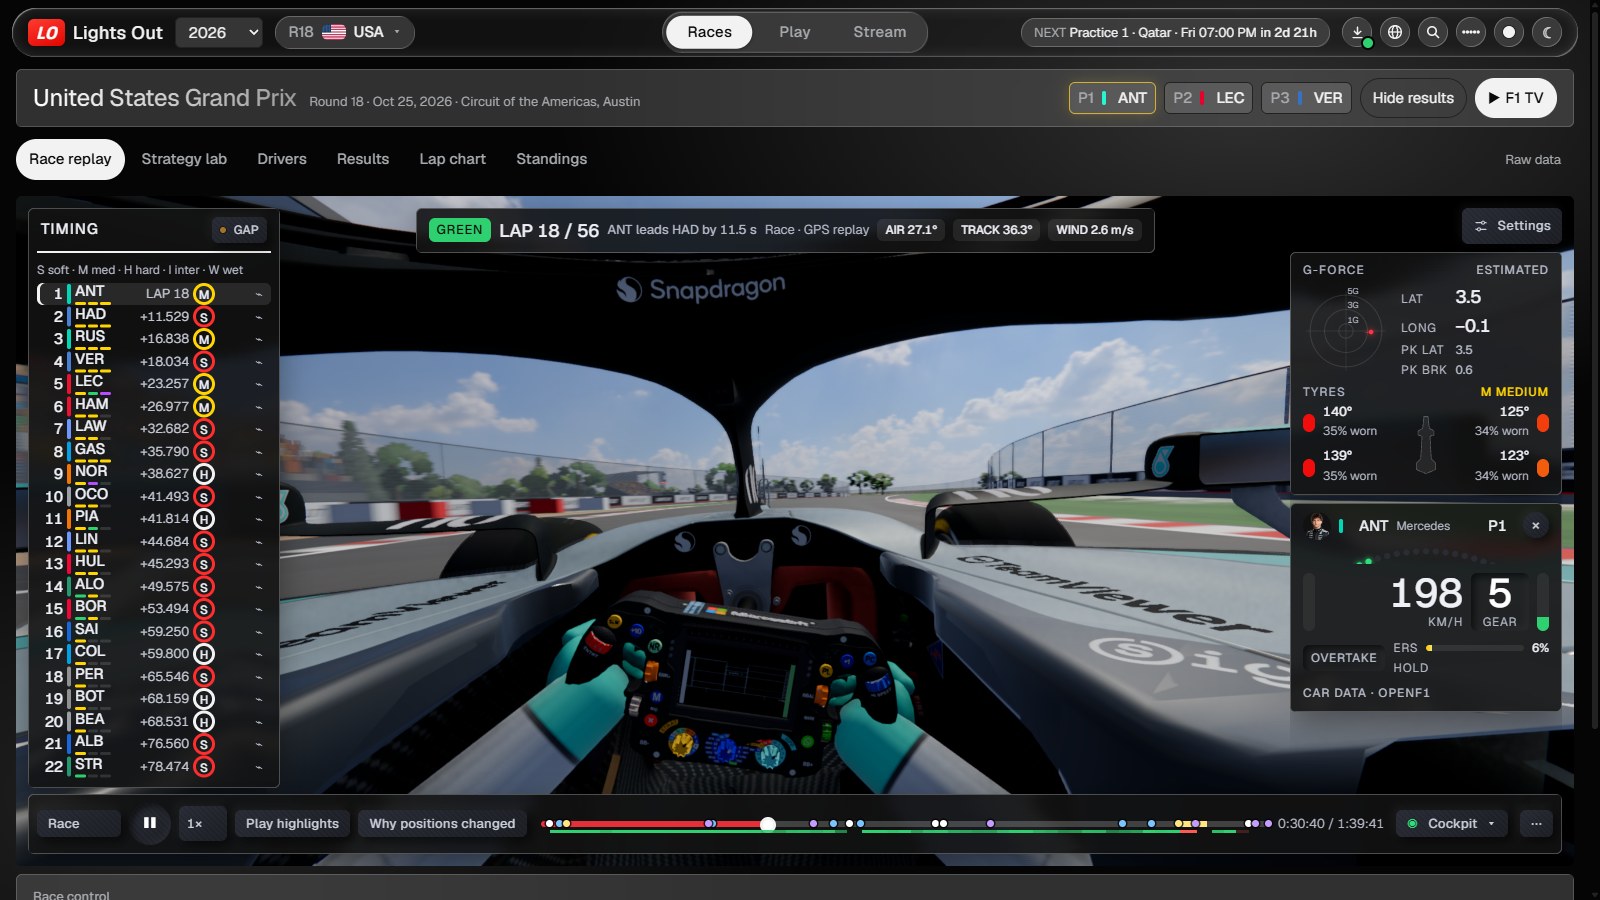 LO Lights Out 2026 R18 USA Races Play Stream NEXT Practice 1 · Qatar · Fri 07:00 PM in 2d 21h
United States Grand Prix Round 18 · Oct 25, 2026 · Circuit of the Americas, Austin P1 ANT P2 LEC P3 VER Hide results F1 TV
Race replay Strategy lab Drivers Results Lap chart Standings Raw data
TIMING GAP
GREEN LAP 18 / 56 ANT leads HAD by 11.5 s Race · GPS replay AIR 27.1° TRACK 36.3° WIND 2.6 m/s
Settings
S soft · M med · H hard · I inter · W wet
1 ANT LAP 18 M
2 HAD +11.529 S
3 RUS +16.838 M
4 VER +18.034 S
5 LEC +23.257 M
6 HAM +26.977 M
7 LAW +32.682 S
8 GAS +35.790 S
9 NOR +38.627 H
10 OCO +41.493 S
11 PIA +41.814 H
12 LIN +44.684 S
13 HUL +45.293 S
14 ALO +49.575 S
15 BOR +53.494 S
16 SAI +59.250 S
17 COL +59.800 H
18 PER +65.546 S
19 BOT +68.159 H
20 BEA +68.531 H
21 ALB +76.560 S
22 STR +78.474 S
Snapdragon
TeamViewer
G-FORCE ESTIMATED
5G
3G
1G
LAT 3.5
LONG −0.1
PK LAT 3.5
PK BRK 0.6
TYRES M MEDIUM
140° 125°
35% worn 34% worn
139° 123°
35% worn 34% worn
ANT Mercedes P1 ×
198 5
KM/H GEAR
OVERTAKE ERS 6%
HOLD
CAR DATA · OPENF1
Race 1× Play highlights Why positions changed 0:30:40 / 1:39:41 Cockpit ...
Race control